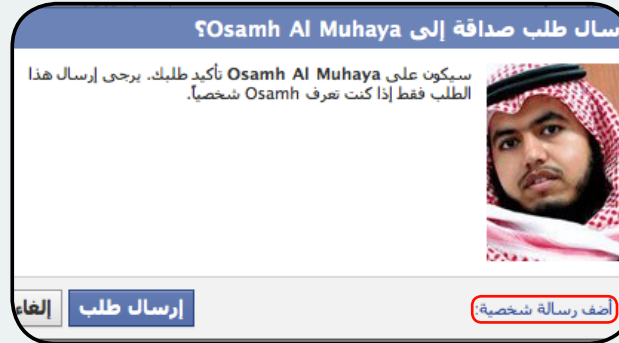 سال طلب صداقة إلى Osamh Al Muhaya؟
سيكون على Osamh Al Muhaya تأكيد طلبك. يرجى إرسال هذا
الطلب فقط إذا كنت تعرف Osamh شخصياً.
أضف رسالة شخصية:
إرسال طلب
إلغاء